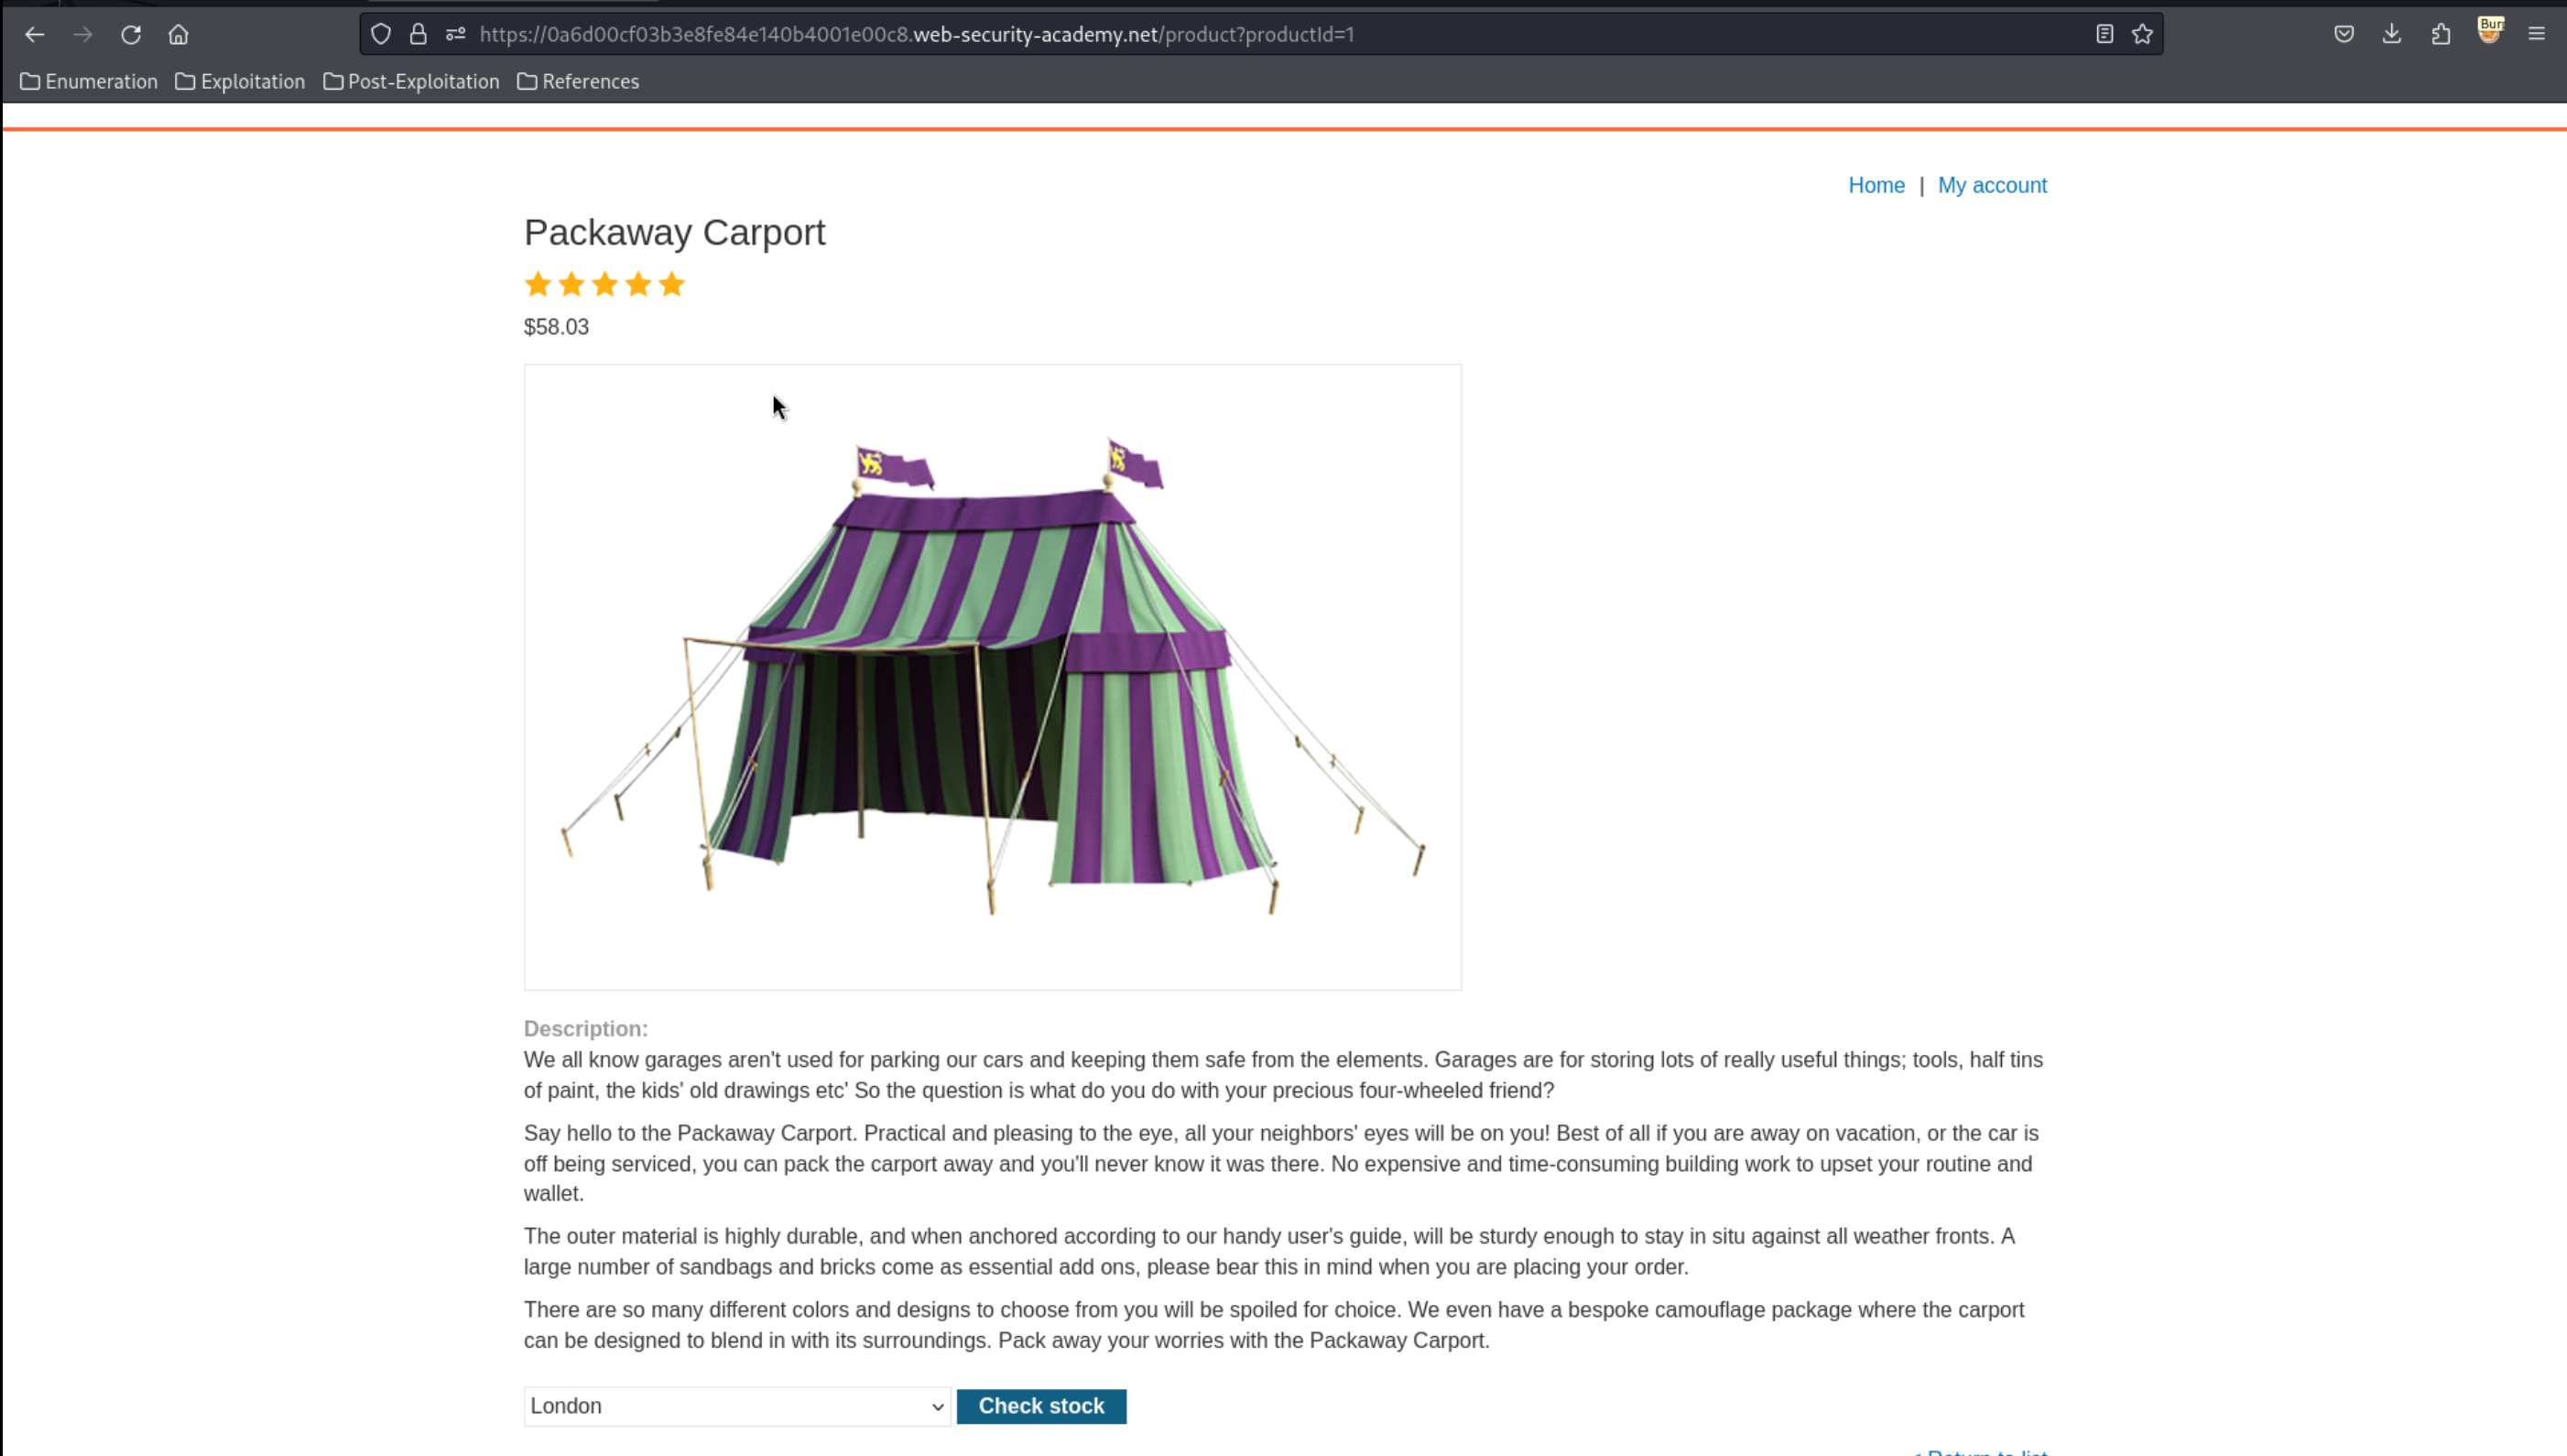 https://0a6d00cf03b3e8fe84e140b4001e00c8.web-security-academy.net/product?productId=1
Bur
Enumeration Exploitation Post-Exploitation References
Home | My account
Packaway Carport
$58.03
Description:
We all know garages aren't used for parking our cars and keeping them safe from the elements. Garages are for storing lots of really useful things; tools, half tins
of paint, the kids' old drawings etc' So the question is what do you do with your precious four-wheeled friend?
Say hello to the Packaway Carport. Practical and pleasing to the eye, all your neighbors' eyes will be on you! Best of all if you are away on vacation, or the car is
off being serviced, you can pack the carport away and you'll never know it was there. No expensive and time-consuming building work to upset your routine and
wallet.
The outer material is highly durable, and when anchored according to our handy user's guide, will be sturdy enough to stay in situ against all weather fronts. A
large number of sandbags and bricks come as essential add ons, please bear this in mind when you are placing your order.
There are so many different colors and designs to choose from you will be spoiled for choice. We even have a bespoke camouflage package where the carport
can be designed to blend in with its surroundings. Pack away your worries with the Packaway Carport.
London Check stock
< Return to list